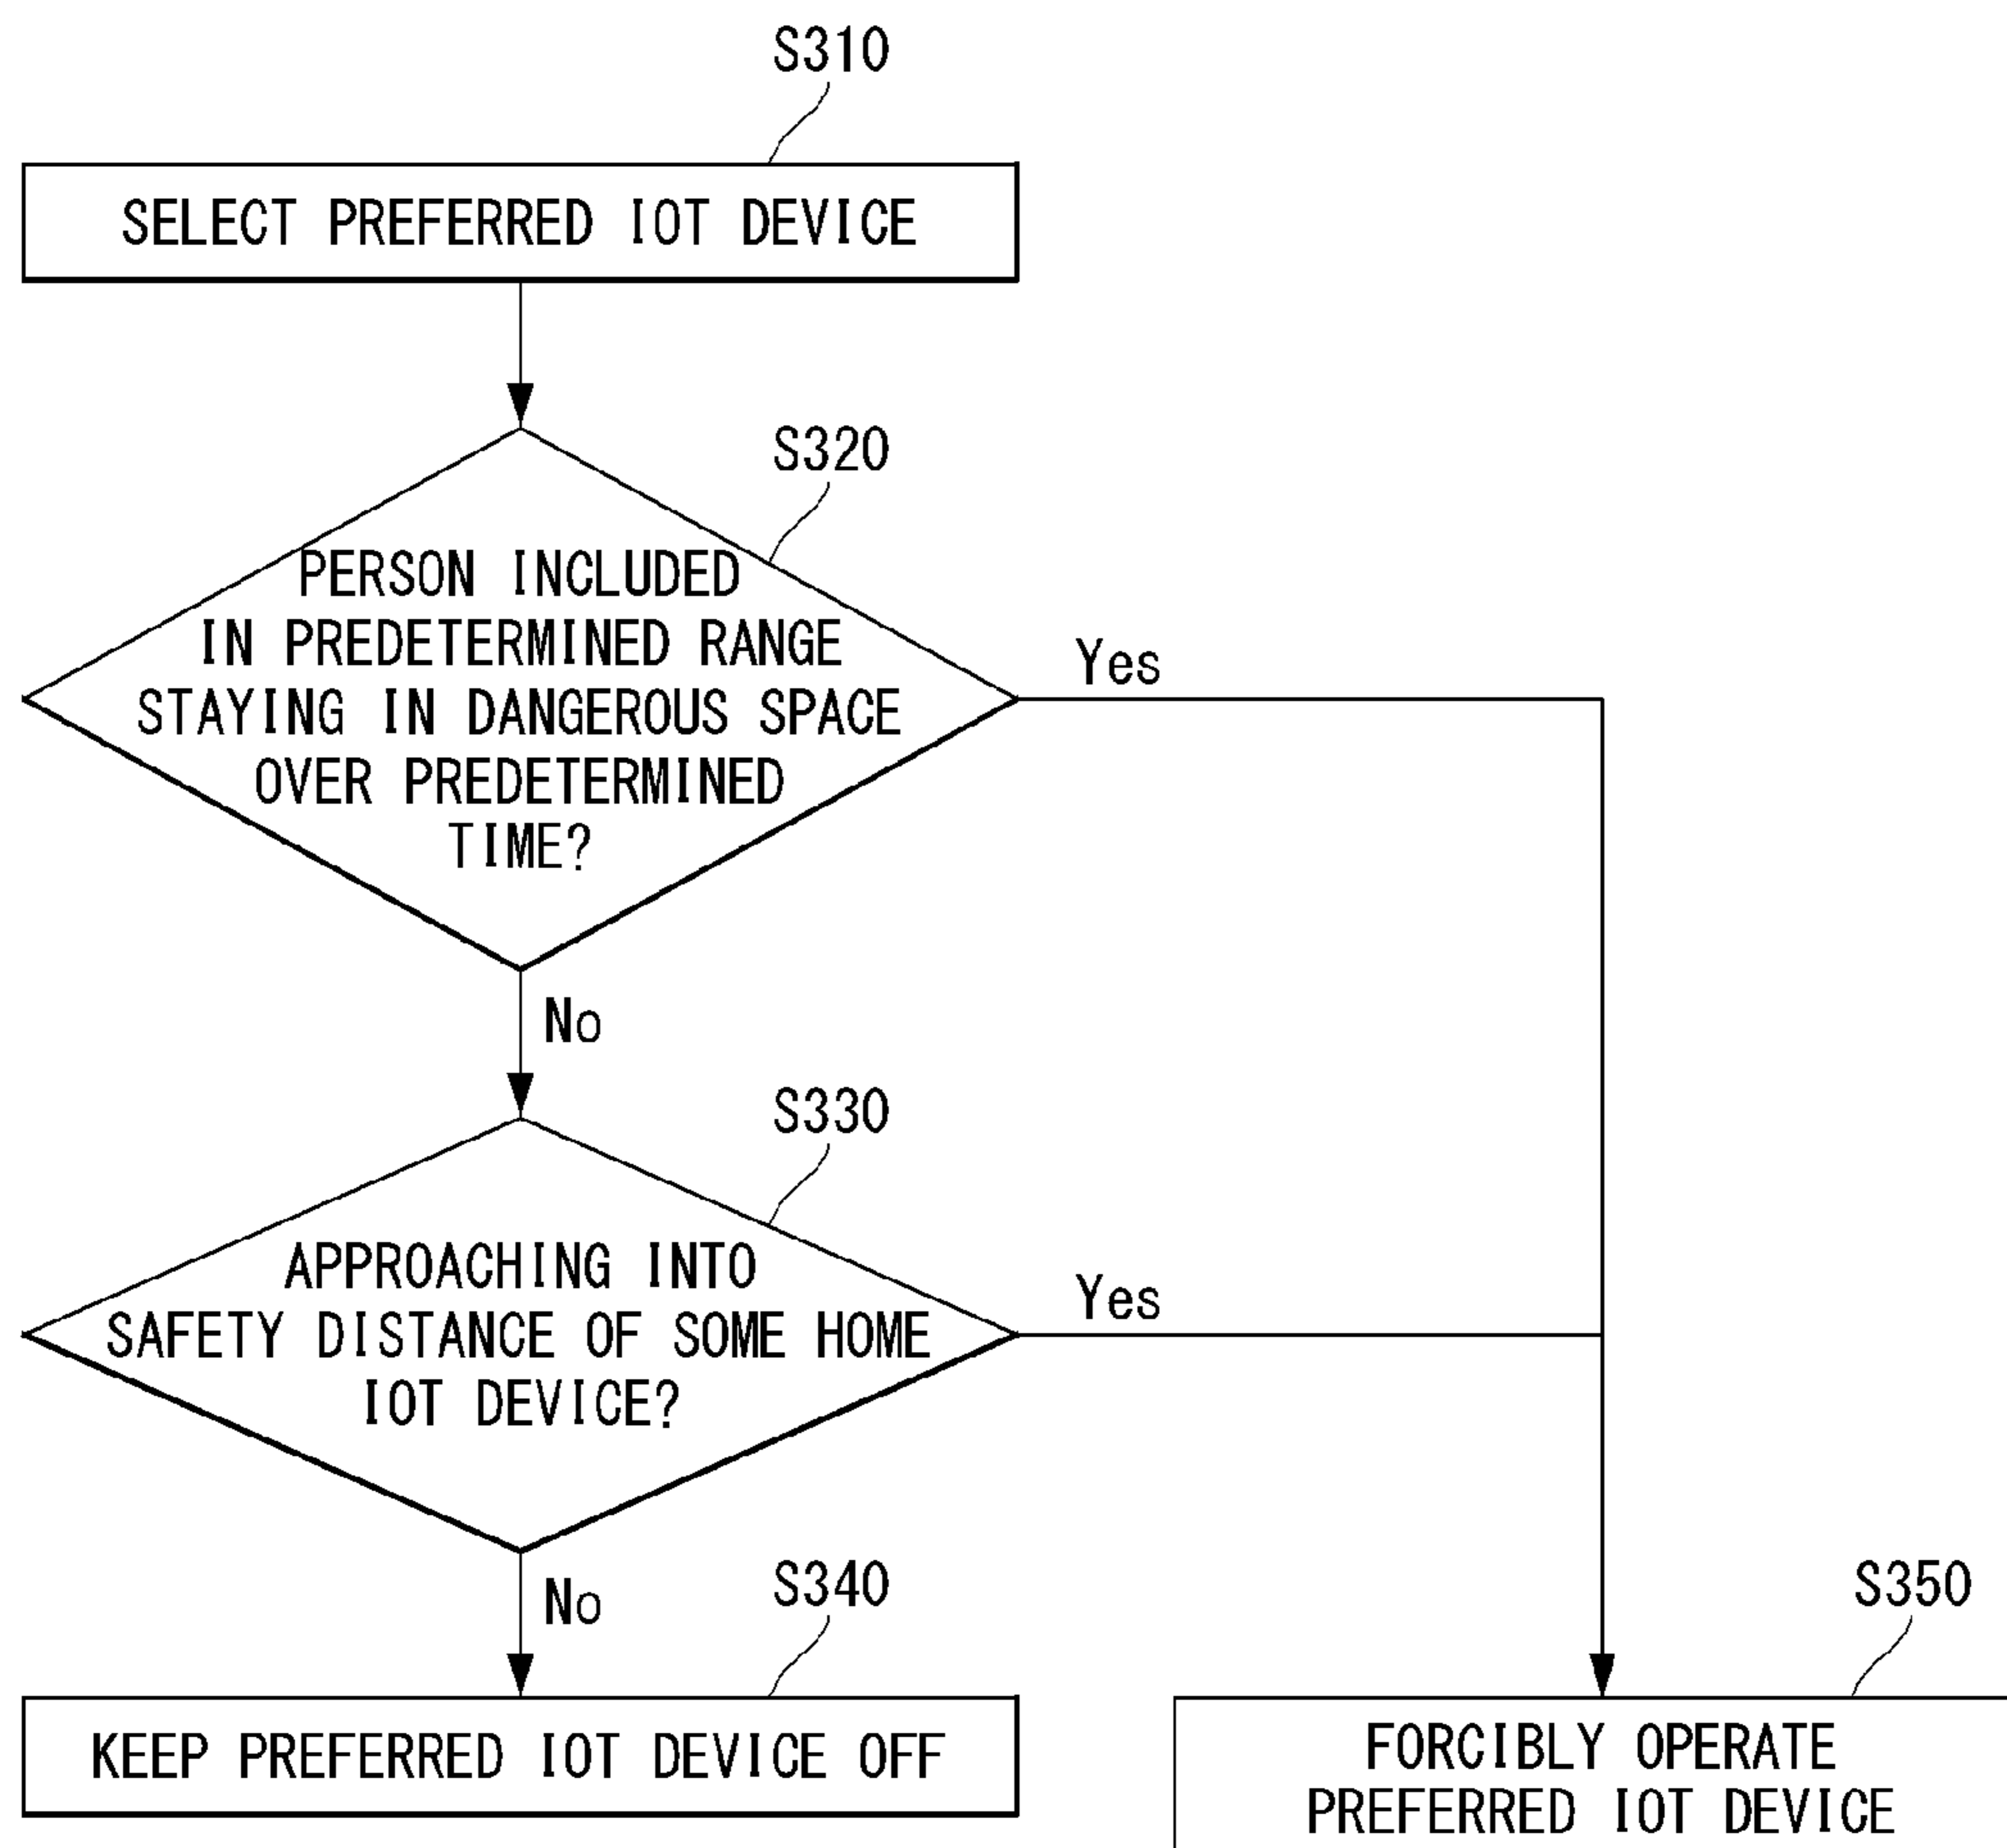 S310
SELECT PREFERRED IOT DEVICE
S320
PERSON INCLUDED
IN PREDETERMINED RANGE
STAYING IN DANGEROUS SPACE
OVER PREDETERMINED
TIME?
Yes
No
S330
APPROACHING INTO
SAFETY DISTANCE OF SOME HOME
IOT DEVICE?
Yes
No
S340
KEEP PREFERRED IOT DEVICE OFF
S350
FORCIBLY OPERATE
PREFERRED IOT DEVICE